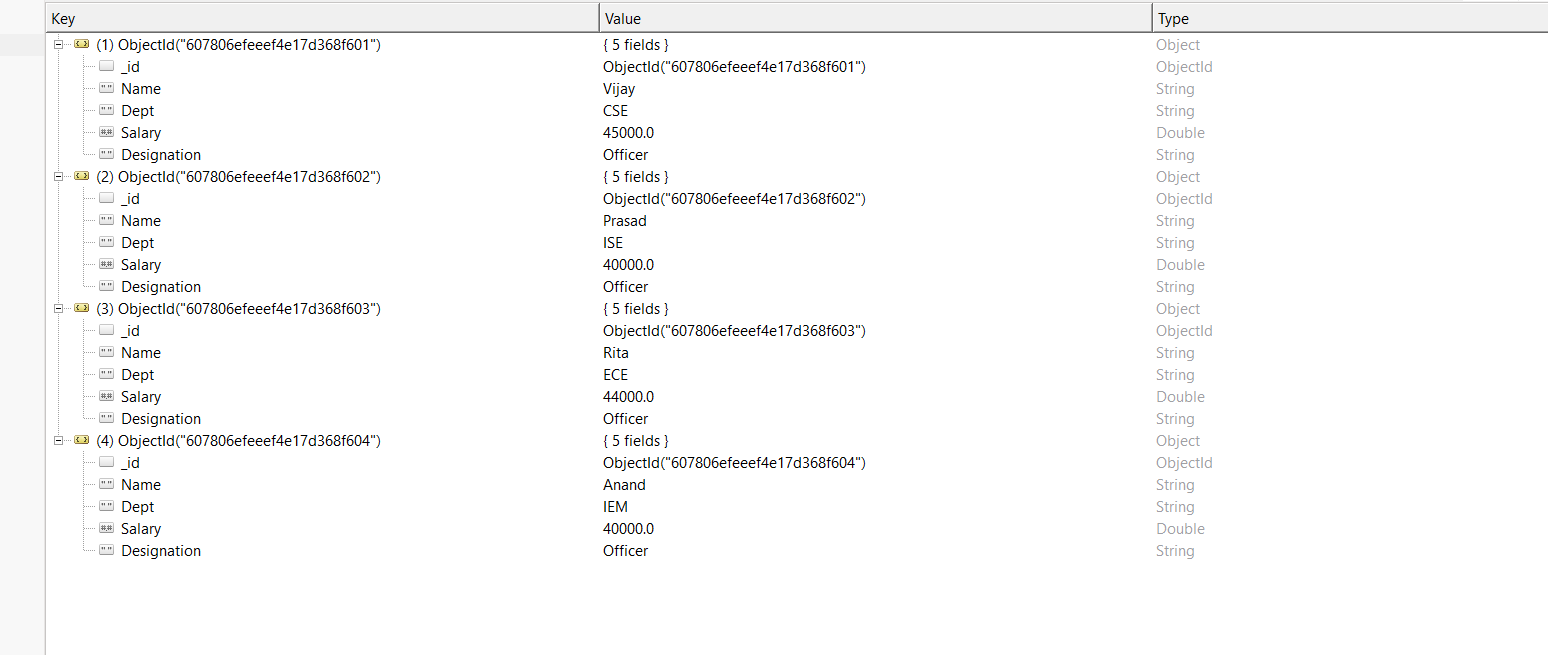 Key Value Type
(1) ObjectId("607806efeeef4e17d368f601") { 5 fields } Object
_id ObjectId("607806efeeef4e17d368f601") ObjectId
"" Name Vijay String
"" Dept CSE String
#.# Salary 45000.0 Double
"" Designation Officer String
(2) ObjectId("607806efeeef4e17d368f602") { 5 fields } Object
_id ObjectId("607806efeeef4e17d368f602") ObjectId
"" Name Prasad String
"" Dept ISE String
#.# Salary 40000.0 Double
"" Designation Officer String
(3) ObjectId("607806efeeef4e17d368f603") { 5 fields } Object
_id ObjectId("607806efeeef4e17d368f603") ObjectId
"" Name Rita String
"" Dept ECE String
#.# Salary 44000.0 Double
"" Designation Officer String
(4) ObjectId("607806efeeef4e17d368f604") { 5 fields } Object
_id ObjectId("607806efeeef4e17d368f604") ObjectId
"" Name Anand String
"" Dept IEM String
#.# Salary 40000.0 Double
"" Designation Officer String